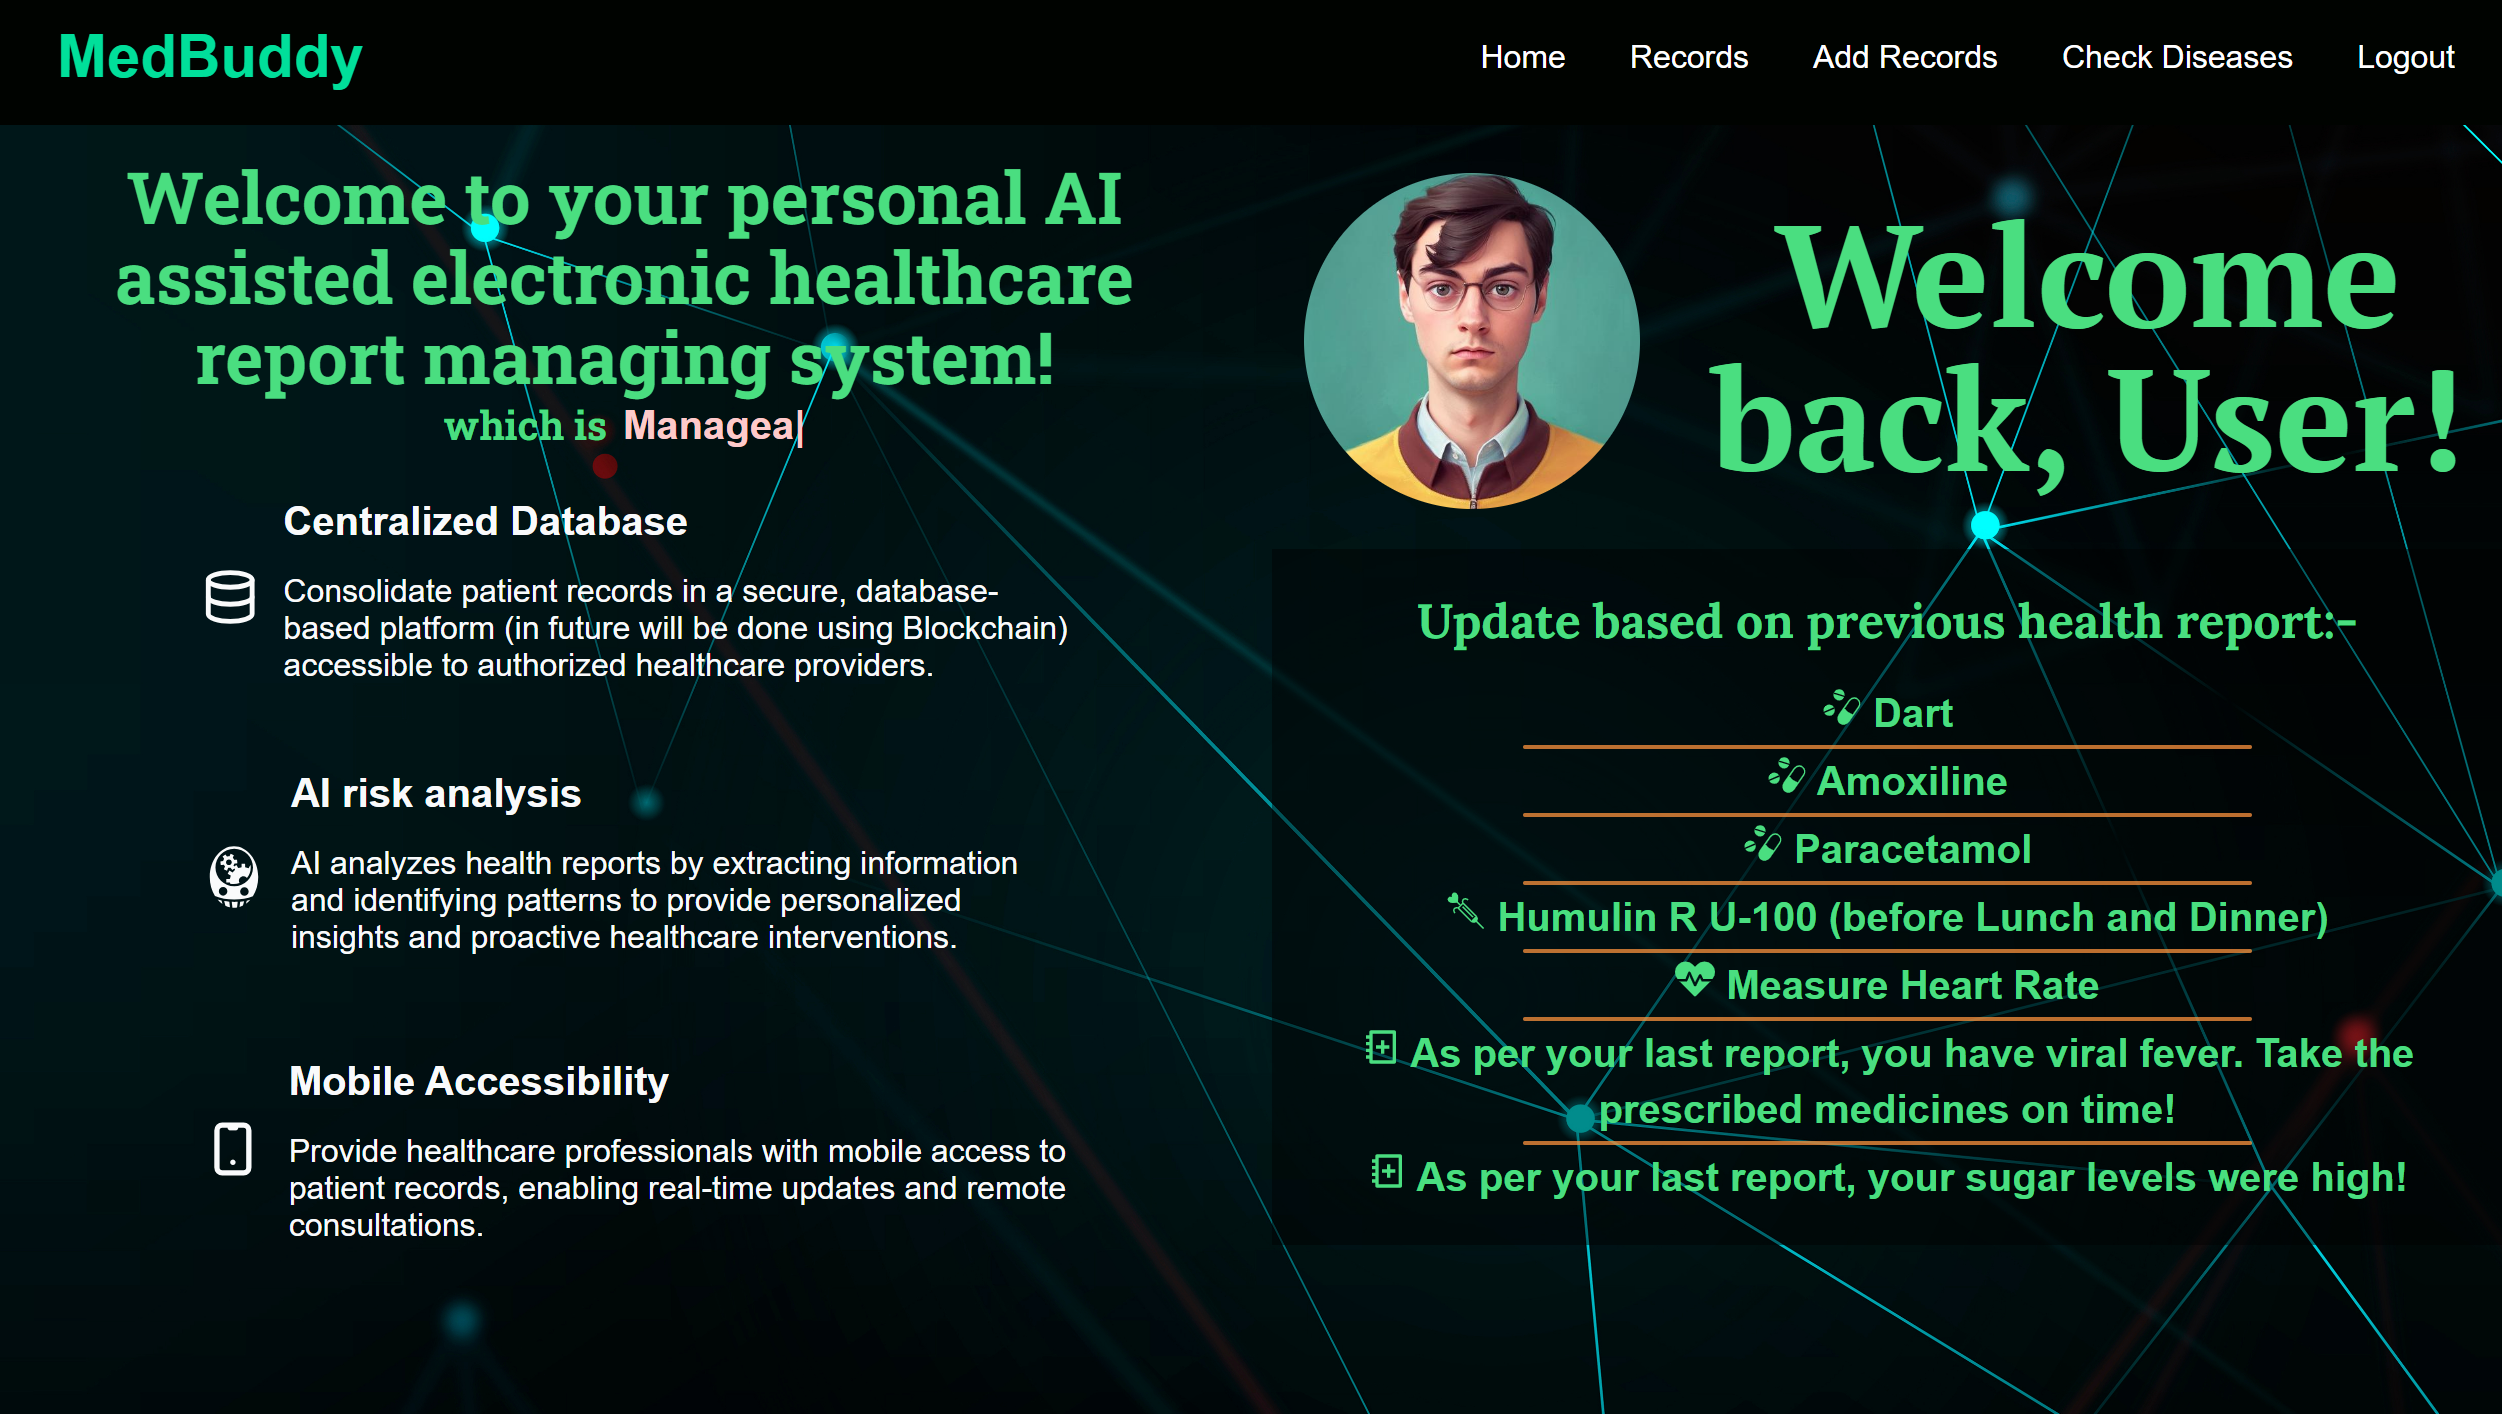 MedBuddy
Home Records Add Records Check Diseases Logout
Welcome to your personal AI
assisted electronic healthcare
report managing system!
which is Managea|
Centralized Database
Consolidate patient records in a secure, database-
based platform (in future will be done using Blockchain)
accessible to authorized healthcare providers.
AI risk analysis
AI analyzes health reports by extracting information
and identifying patterns to provide personalized
insights and proactive healthcare interventions.
Mobile Accessibility
Provide healthcare professionals with mobile access to
patient records, enabling real-time updates and remote
consultations.
Welcome
back, User!
Update based on previous health report:-
Dart
Amoxiline
Paracetamol
Humulin R U-100 (before Lunch and Dinner)
Measure Heart Rate
As per your last report, you have viral fever. Take the
prescribed medicines on time!
As per your last report, your sugar levels were high!